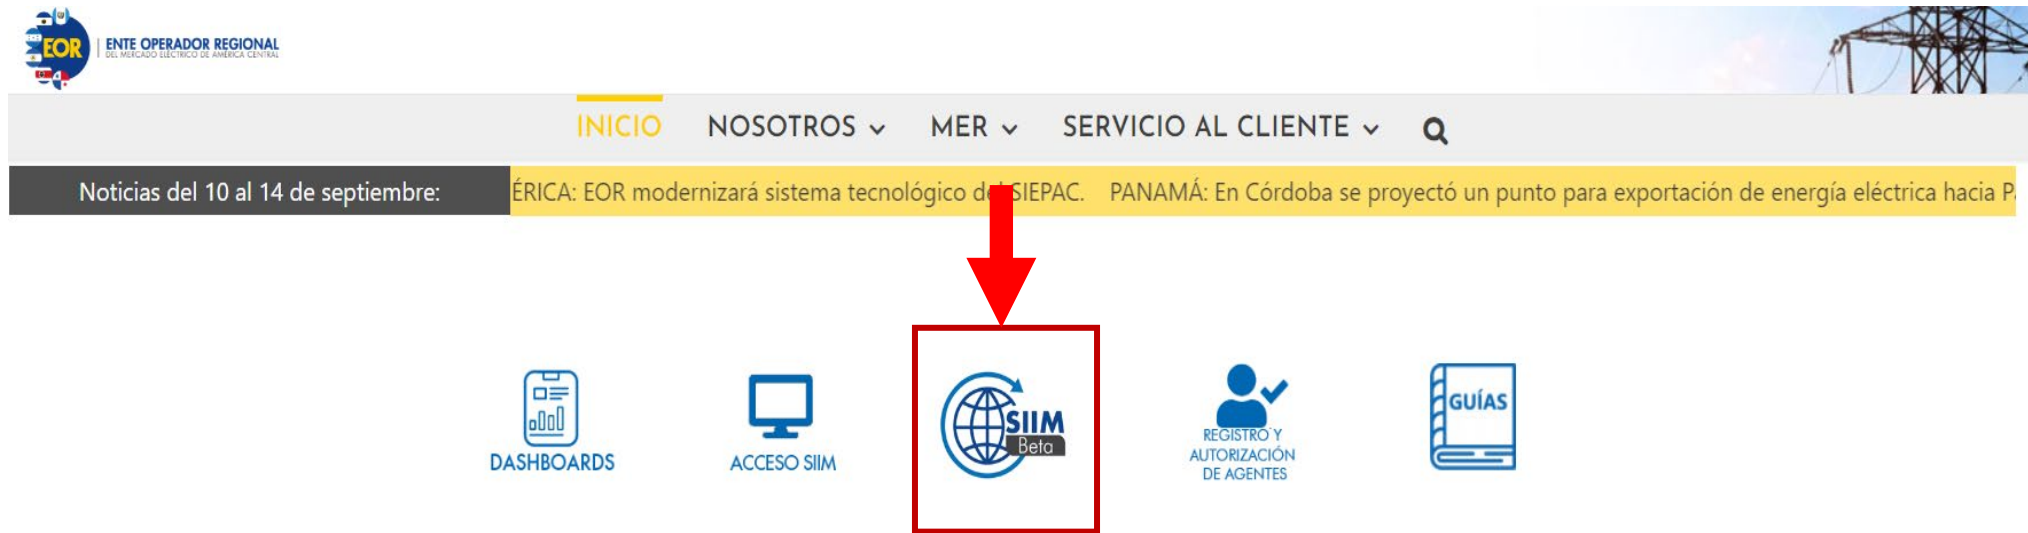 EOR
ENTE OPERADOR REGIONAL
DEL MERCADO ELÉCTRICO DE AMÉRICA CENTRAL
INICIO NOSOTROS MER SERVICIO AL CLIENTE
Noticias del 10 al 14 de septiembre: ÉRICA: EOR modernizará sistema tecnológico del SIEPAC. PANAMÁ: En Córdoba se proyectó un punto para exportación de energía eléctrica hacia
DASHBOARDS
ACCESO SIIM
SIIM
Beta
REGISTRO Y
AUTORIZACIÓN
DE AGENTES
GUÍAS